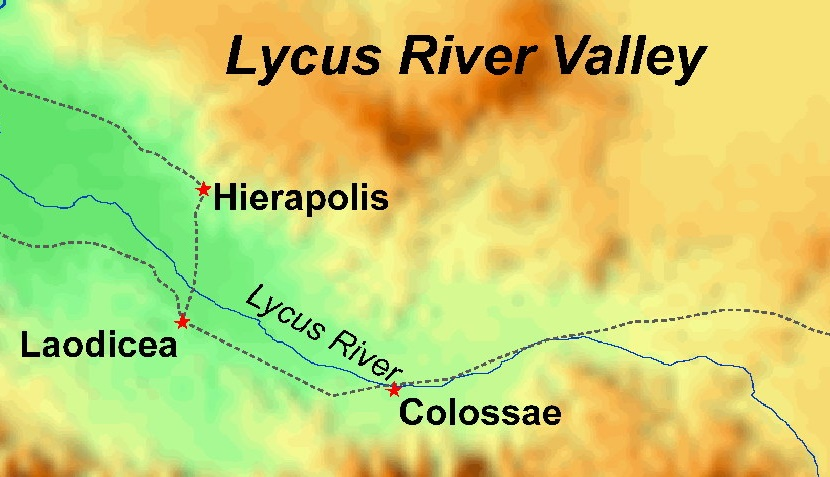 Lycus River Valley
Hierapolis
Lycus River
Laodicea
Colossae